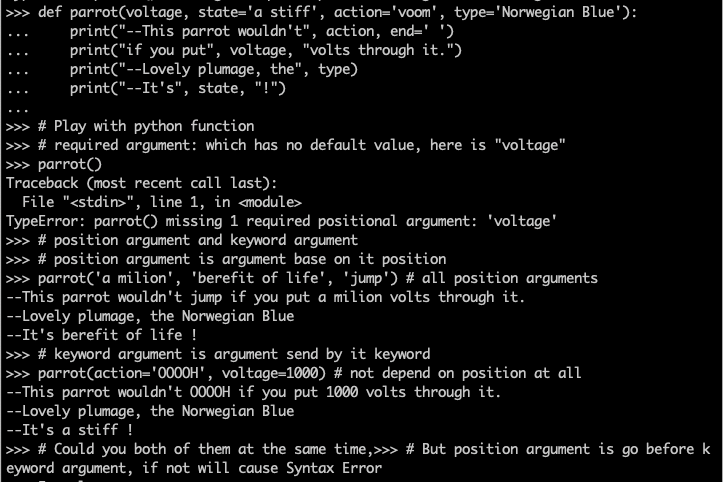 >>> def parrot(voltage, state='a stiff', action='voom', type='Norwegian Blue'):
...     print("--This parrot wouldn't", action, end=' ')
...     print("if you put", voltage, "volts through it.")
...     print("--Lovely plumage, the", type)
...     print("--It's", state, "!")
...
>>> # Play with python function
>>> # required argument: which has no default value, here is "voltage"
>>> parrot()
Traceback (most recent call last):
  File "<stdin>", line 1, in <module>
TypeError: parrot() missing 1 required positional argument: 'voltage'
>>> # position argument and keyword argument
>>> # position argument is argument base on it position
>>> parrot('a milion', 'berefit of life', 'jump') # all position arguments
--This parrot wouldn't jump if you put a milion volts through it.
--Lovely plumage, the Norwegian Blue
--It's berefit of life !
>>> # keyword argument is argument send by it keyword
>>> parrot(action='OOOOH', voltage=1000) # not depend on position at all
--This parrot wouldn't OOOOH if you put 1000 volts through it.
--Lovely plumage, the Norwegian Blue
--It's a stiff !
>>> # Could you both of them at the same time,>>> # But position argument is go before k
eyword argument, if not will cause Syntax Error